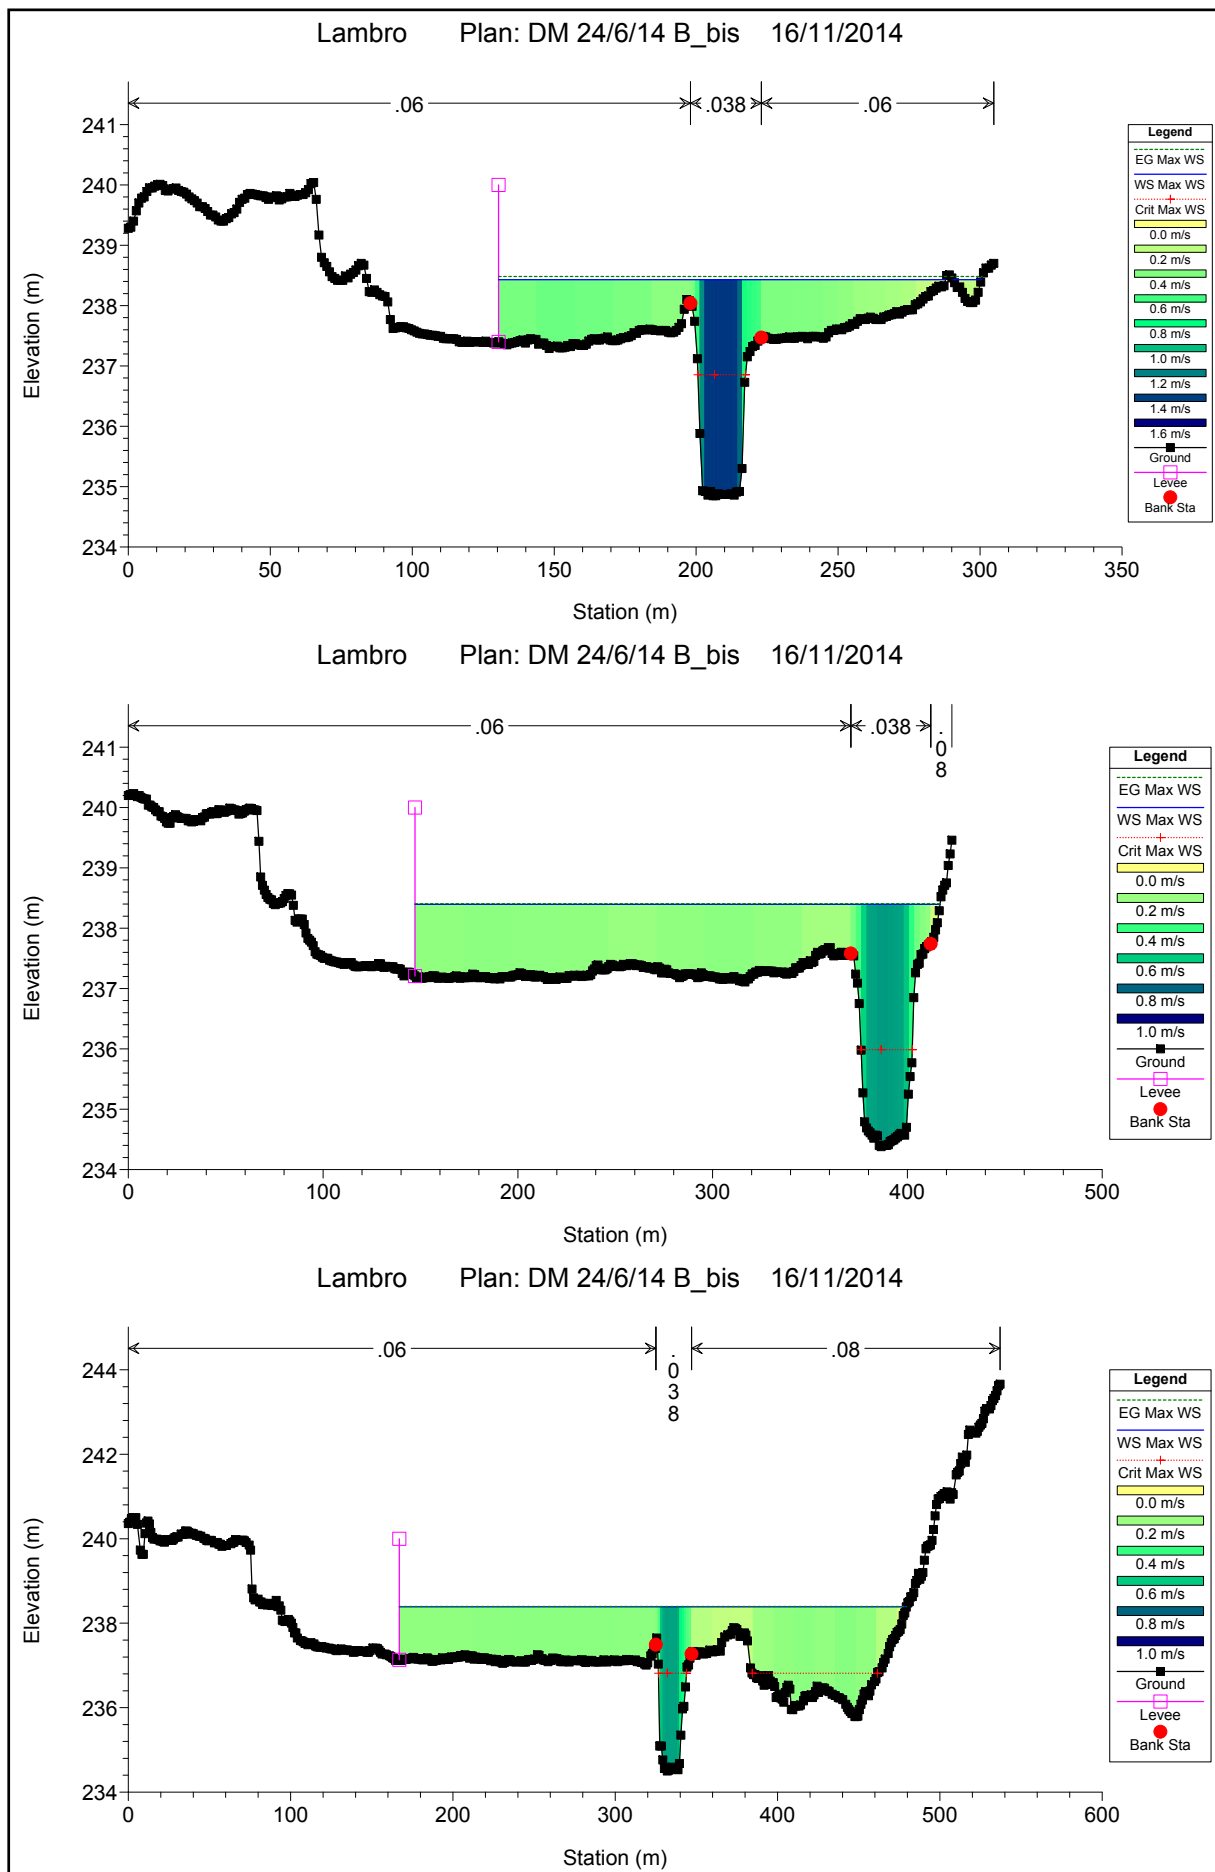 Lambro Plan: DM 24/6/14 B_bis 16/11/2014
.06 .038 .06
241
240
239
238
237
236
235
234
Elevation (m)
0 50 100 150 200 250 300 350
Station (m)
Legend
EG Max WS
WS Max WS
Crit Max WS
0.0 m/s
0.2 m/s
0.4 m/s
0.6 m/s
0.8 m/s
1.0 m/s
1.2 m/s
1.4 m/s
1.6 m/s
Ground
Levee
Bank Sta
Lambro Plan: DM 24/6/14 B_bis 16/11/2014
.06 .038 .08
241
240
239
238
237
236
235
234
Elevation (m)
0 100 200 300 400 500
Station (m)
Legend
EG Max WS
WS Max WS
Crit Max WS
0.0 m/s
0.2 m/s
0.4 m/s
0.6 m/s
0.8 m/s
1.0 m/s
Ground
Levee
Bank Sta
Lambro Plan: DM 24/6/14 B_bis 16/11/2014
.06 .038 .08
244
242
240
238
236
234
Elevation (m)
0 100 200 300 400 500 600
Station (m)
Legend
EG Max WS
WS Max WS
Crit Max WS
0.0 m/s
0.2 m/s
0.4 m/s
0.6 m/s
0.8 m/s
1.0 m/s
Ground
Levee
Bank Sta